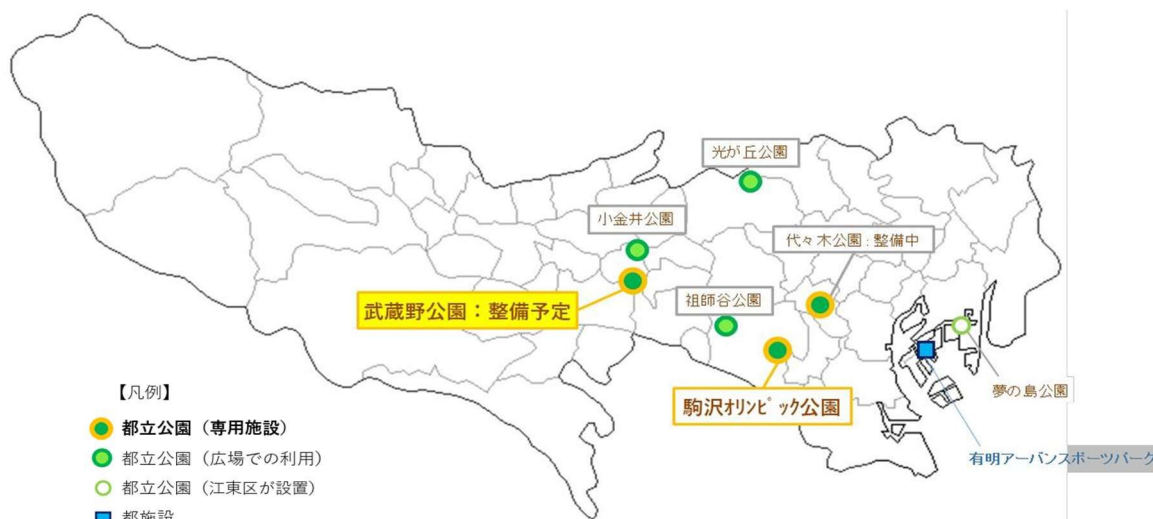 光が丘公園
小金井公園
代々木公園：整備中
武蔵野公園：整備予定
祖師谷公園
駒沢ｵﾘﾝﾋﾟｯｸ公園
夢の島公園
有明アーバンスポーツパーク
【凡例】
都立公園（専用施設）
都立公園（広場での利用）
都立公園（江東区が設置）
都施設